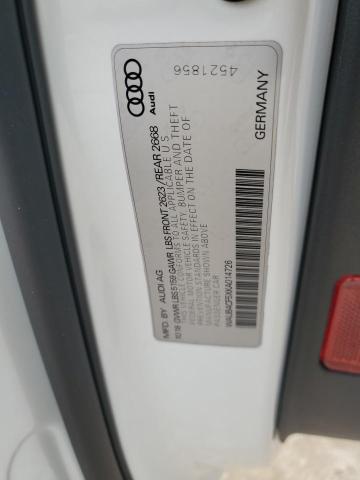 4521856
Audi
GERMANY
MFD. BY AUDI AG
10/18 GVWR LBS 5159 GAWR LBS FRONT 2623 / REAR 2668
THIS VEHICLE CONFORMS TO ALL APPLICABLE U S
FEDERAL MOTOR VEHICLE SAFETY, BUMPER AND THEFT
PREVENTION STANDARDS IN EFFECT ON THE DATE OF
MANUFACTURE SHOWN ABOVE
PASSENGER CAR
WAUB4CF5XKA014726